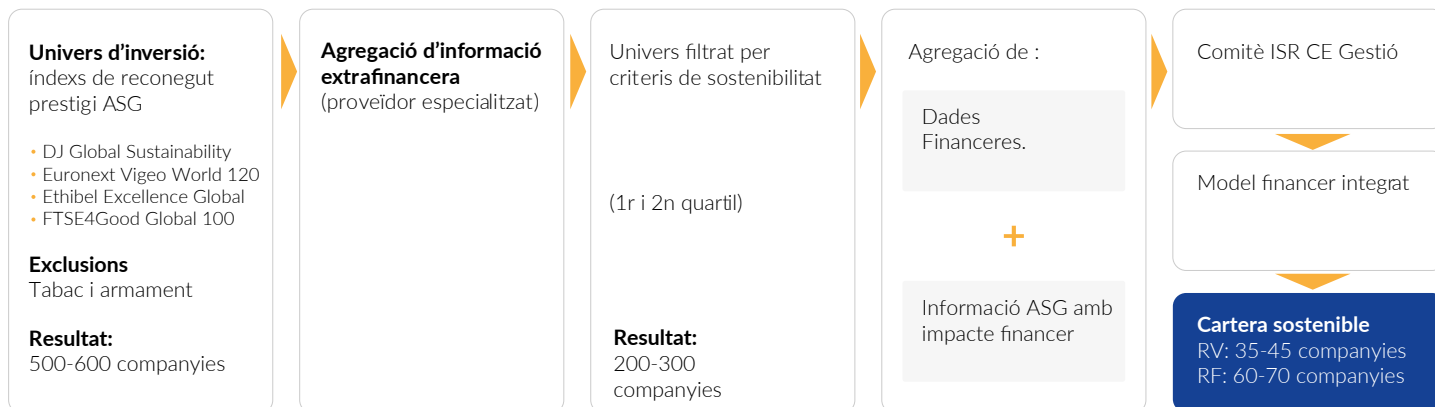 Univers d’inversió:
índexs de reconegut
prestigi ASG
• DJ Global Sustainability
• Euronext Vigeo World 120
• Ethibel Excellence Global
• FTSE4Good Global 100
Exclusions
Tabac i armament
Resultat:
500-600 companyies
Agregació d’informació
extrafinancera
(proveïdor especialitzat)
Univers filtrat per
criteris de sostenibilitat
(1r i 2n quartil)
Resultat:
200-300
companyies
Agregació de :
Dades
Financeres.
+
Informació ASG amb
impacte financer
Comitè ISR CE Gestió
Model financer integrat
Cartera sostenible
RV: 35-45 companyies
RF: 60-70 companyies